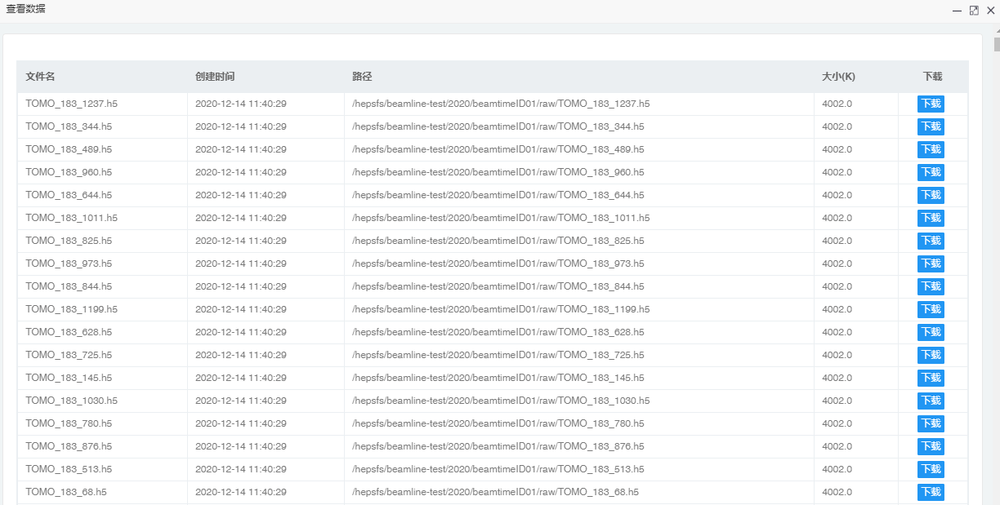 查看数据
文件名 创建时间 路径 大小(K) 下载
TOMO_183_1237.h5 2020-12-14 11:40:29 /hepsfs/beamline-test/2020/beamtimeID01/raw/TOMO_183_1237.h5 4002.0 下载
TOMO_183_344.h5 2020-12-14 11:40:29 /hepsfs/beamline-test/2020/beamtimeID01/raw/TOMO_183_344.h5 4002.0 下载
TOMO_183_489.h5 2020-12-14 11:40:29 /hepsfs/beamline-test/2020/beamtimeID01/raw/TOMO_183_489.h5 4002.0 下载
TOMO_183_960.h5 2020-12-14 11:40:29 /hepsfs/beamline-test/2020/beamtimeID01/raw/TOMO_183_960.h5 4002.0 下载
TOMO_183_644.h5 2020-12-14 11:40:29 /hepsfs/beamline-test/2020/beamtimeID01/raw/TOMO_183_644.h5 4002.0 下载
TOMO_183_1011.h5 2020-12-14 11:40:29 /hepsfs/beamline-test/2020/beamtimeID01/raw/TOMO_183_1011.h5 4002.0 下载
TOMO_183_825.h5 2020-12-14 11:40:29 /hepsfs/beamline-test/2020/beamtimeID01/raw/TOMO_183_825.h5 4002.0 下载
TOMO_183_973.h5 2020-12-14 11:40:29 /hepsfs/beamline-test/2020/beamtimeID01/raw/TOMO_183_973.h5 4002.0 下载
TOMO_183_844.h5 2020-12-14 11:40:29 /hepsfs/beamline-test/2020/beamtimeID01/raw/TOMO_183_844.h5 4002.0 下载
TOMO_183_1199.h5 2020-12-14 11:40:29 /hepsfs/beamline-test/2020/beamtimeID01/raw/TOMO_183_1199.h5 4002.0 下载
TOMO_183_628.h5 2020-12-14 11:40:29 /hepsfs/beamline-test/2020/beamtimeID01/raw/TOMO_183_628.h5 4002.0 下载
TOMO_183_725.h5 2020-12-14 11:40:29 /hepsfs/beamline-test/2020/beamtimeID01/raw/TOMO_183_725.h5 4002.0 下载
TOMO_183_145.h5 2020-12-14 11:40:29 /hepsfs/beamline-test/2020/beamtimeID01/raw/TOMO_183_145.h5 4002.0 下载
TOMO_183_1030.h5 2020-12-14 11:40:29 /hepsfs/beamline-test/2020/beamtimeID01/raw/TOMO_183_1030.h5 4002.0 下载
TOMO_183_780.h5 2020-12-14 11:40:29 /hepsfs/beamline-test/2020/beamtimeID01/raw/TOMO_183_780.h5 4002.0 下载
TOMO_183_876.h5 2020-12-14 11:40:29 /hepsfs/beamline-test/2020/beamtimeID01/raw/TOMO_183_876.h5 4002.0 下载
TOMO_183_513.h5 2020-12-14 11:40:29 /hepsfs/beamline-test/2020/beamtimeID01/raw/TOMO_183_513.h5 4002.0 下载
TOMO_183_68.h5 2020-12-14 11:40:29 /hepsfs/beamline-test/2020/beamtimeID01/raw/TOMO_183_68.h5 4002.0 下载